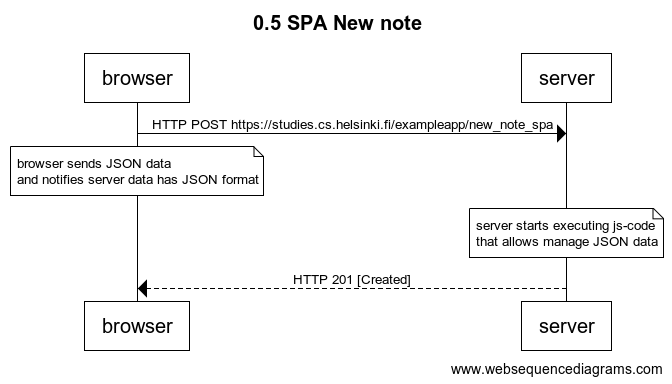 0.5 SPA New note
browser
server
HTTP POST https://studies.cs.helsinki.fi/exampleapp/new_note_spa
browser sends JSON data
and notifies server data has JSON format
server starts executing js-code
that allows manage JSON data
HTTP 201 [Created]
browser
server
www.websequencediagrams.com